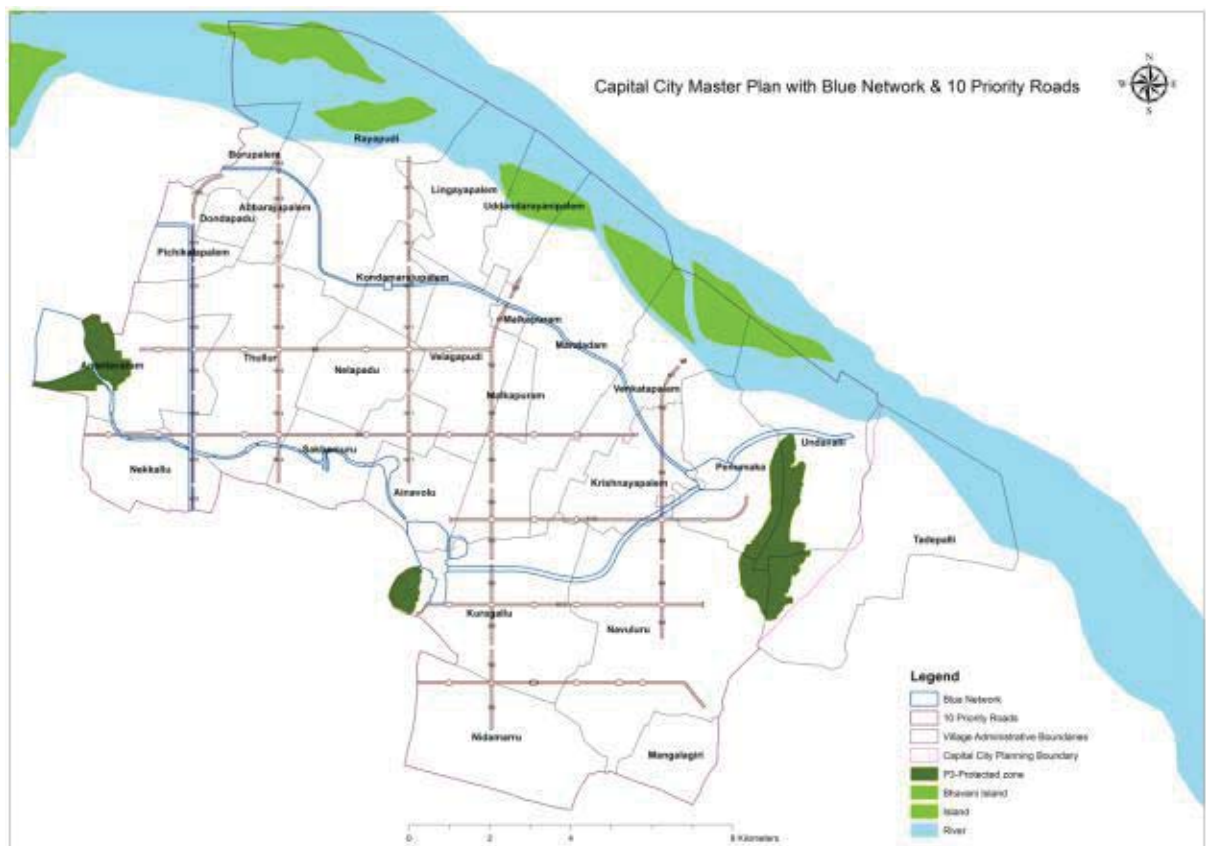 Capital City Master Plan with Blue Network & 10 Priority Roads
N
E
S
Rayapudi
Borupalem
Lingayapalem
Abbarajupalem
Uddandarayanipalem
Dondapadu
Pichikalapalem
Kondamarajupalem
Malkapuram
Mandadam
Thullur
Velagapudi
Nelapadu
Venkatapalem
Malkapuram
Undavalli
Sakhamuru
Penumaka
Nekkallu
Krishnayapalem
Ainavolu
Tadepalli
Kuragallu
Navuluru
Nidamarru
Mangalagiri
Legend
Blue Network
10 Priority Roads
Village Administrative Boundaries
Capital City Planning Boundary
P3-Protected zone
Bhavani Island
Island
River
0 2 4 8 Kilometers